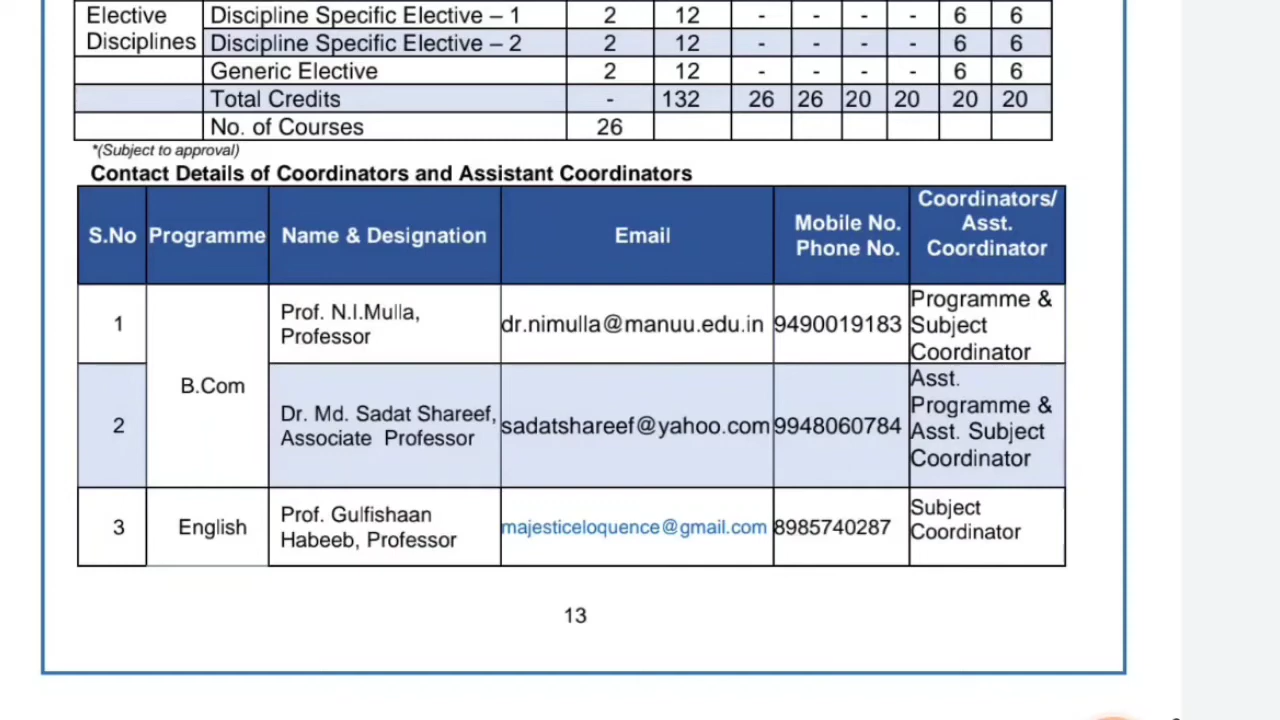 Elective Discipline Specific Elective – 1 2 12 - - - - 6 6
Disciplines Discipline Specific Elective – 2 2 12 - - - - 6 6
Generic Elective 2 12 - - - - 6 6
Total Credits - 132 26 26 20 20 20 20
No. of Courses 26
*(Subject to approval)
Contact Details of Coordinators and Assistant Coordinators
S.No Programme Name & Designation Email Mobile No. Phone No. Coordinators/ Asst. Coordinator
1 B.Com Prof. N.I.Mulla, Professor dr.nimulla@manuu.edu.in 9490019183 Programme & Subject Coordinator
2 Dr. Md. Sadat Shareef, Associate Professor sadatshareef@yahoo.com 9948060784 Asst. Programme & Asst. Subject Coordinator
3 English Prof. Gulfishaan Habeeb, Professor majesticeloquence@gmail.com 8985740287 Subject Coordinator
13